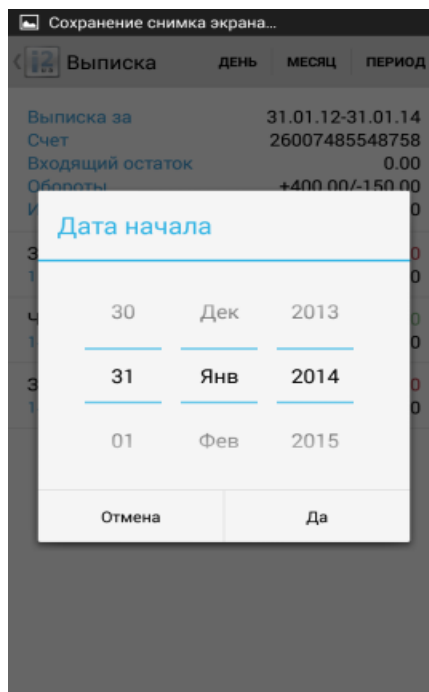 Сохранение снимка экрана...
i2 Выписка ДЕНЬ МЕСЯЦ ПЕРИОД
Выписка за 31.01.12-31.01.14
Счет 26007485548758
Входящий остаток 0.00
Обороты +400.00/-150.00
Дата начала
30 Дек 2013
31 Янв 2014
01 Фев 2015
Отмена Да